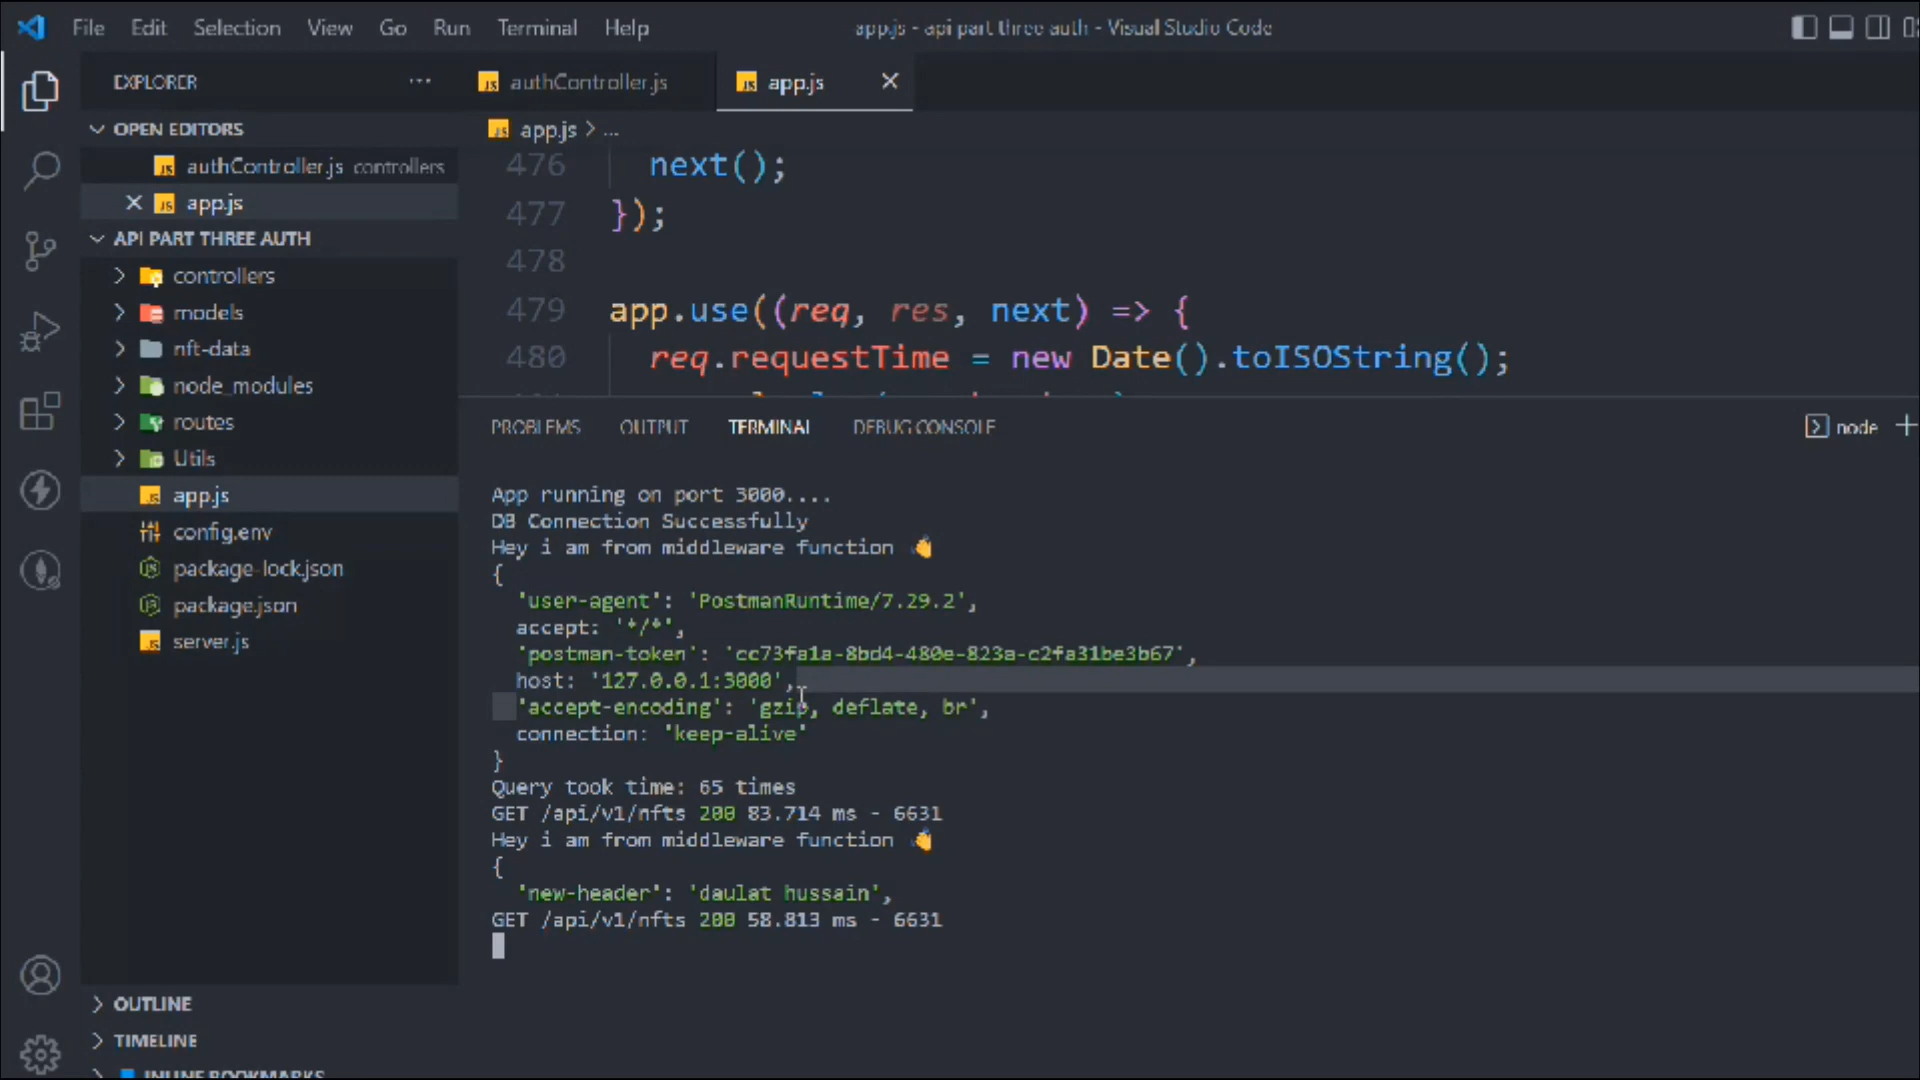 File Edit Selection View Go Run Terminal Help
app.js - api part three auth - Visual Studio Code
EXPLORER
authController.js
app.js
OPEN EDITORS
authController.js controllers
app.js
API PART THREE AUTH
controllers
models
nft-data
node_modules
routes
Utils
app.js
config.env
package-lock.json
package.json
server.js
OUTLINE
TIMELINE
INLINE BOOKMARKS
app.js > ...
476 next();
477 });
478
479 app.use((req, res, next) => {
480 req.requestTime = new Date().toISOString();
PROBLEMS OUTPUT TERMINAL DEBUG CONSOLE
node
App running on port 3000....
DB Connection Successfully
Hey i am from middleware function 👋
{
'user-agent': 'PostmanRuntime/7.29.2',
accept: '*/*',
'postman-token': 'cc73fa1a-8bd4-480e-823a-c2fa31be3b67',
host: '127.0.0.1:3000',
'accept-encoding': 'gzip, deflate, br',
connection: 'keep-alive'
}
Query took time: 65 times
GET /api/v1/nfts 200 83.714 ms - 6631
Hey i am from middleware function 👋
{
'new-header': 'daulat hussain',
GET /api/v1/nfts 200 58.813 ms - 6631